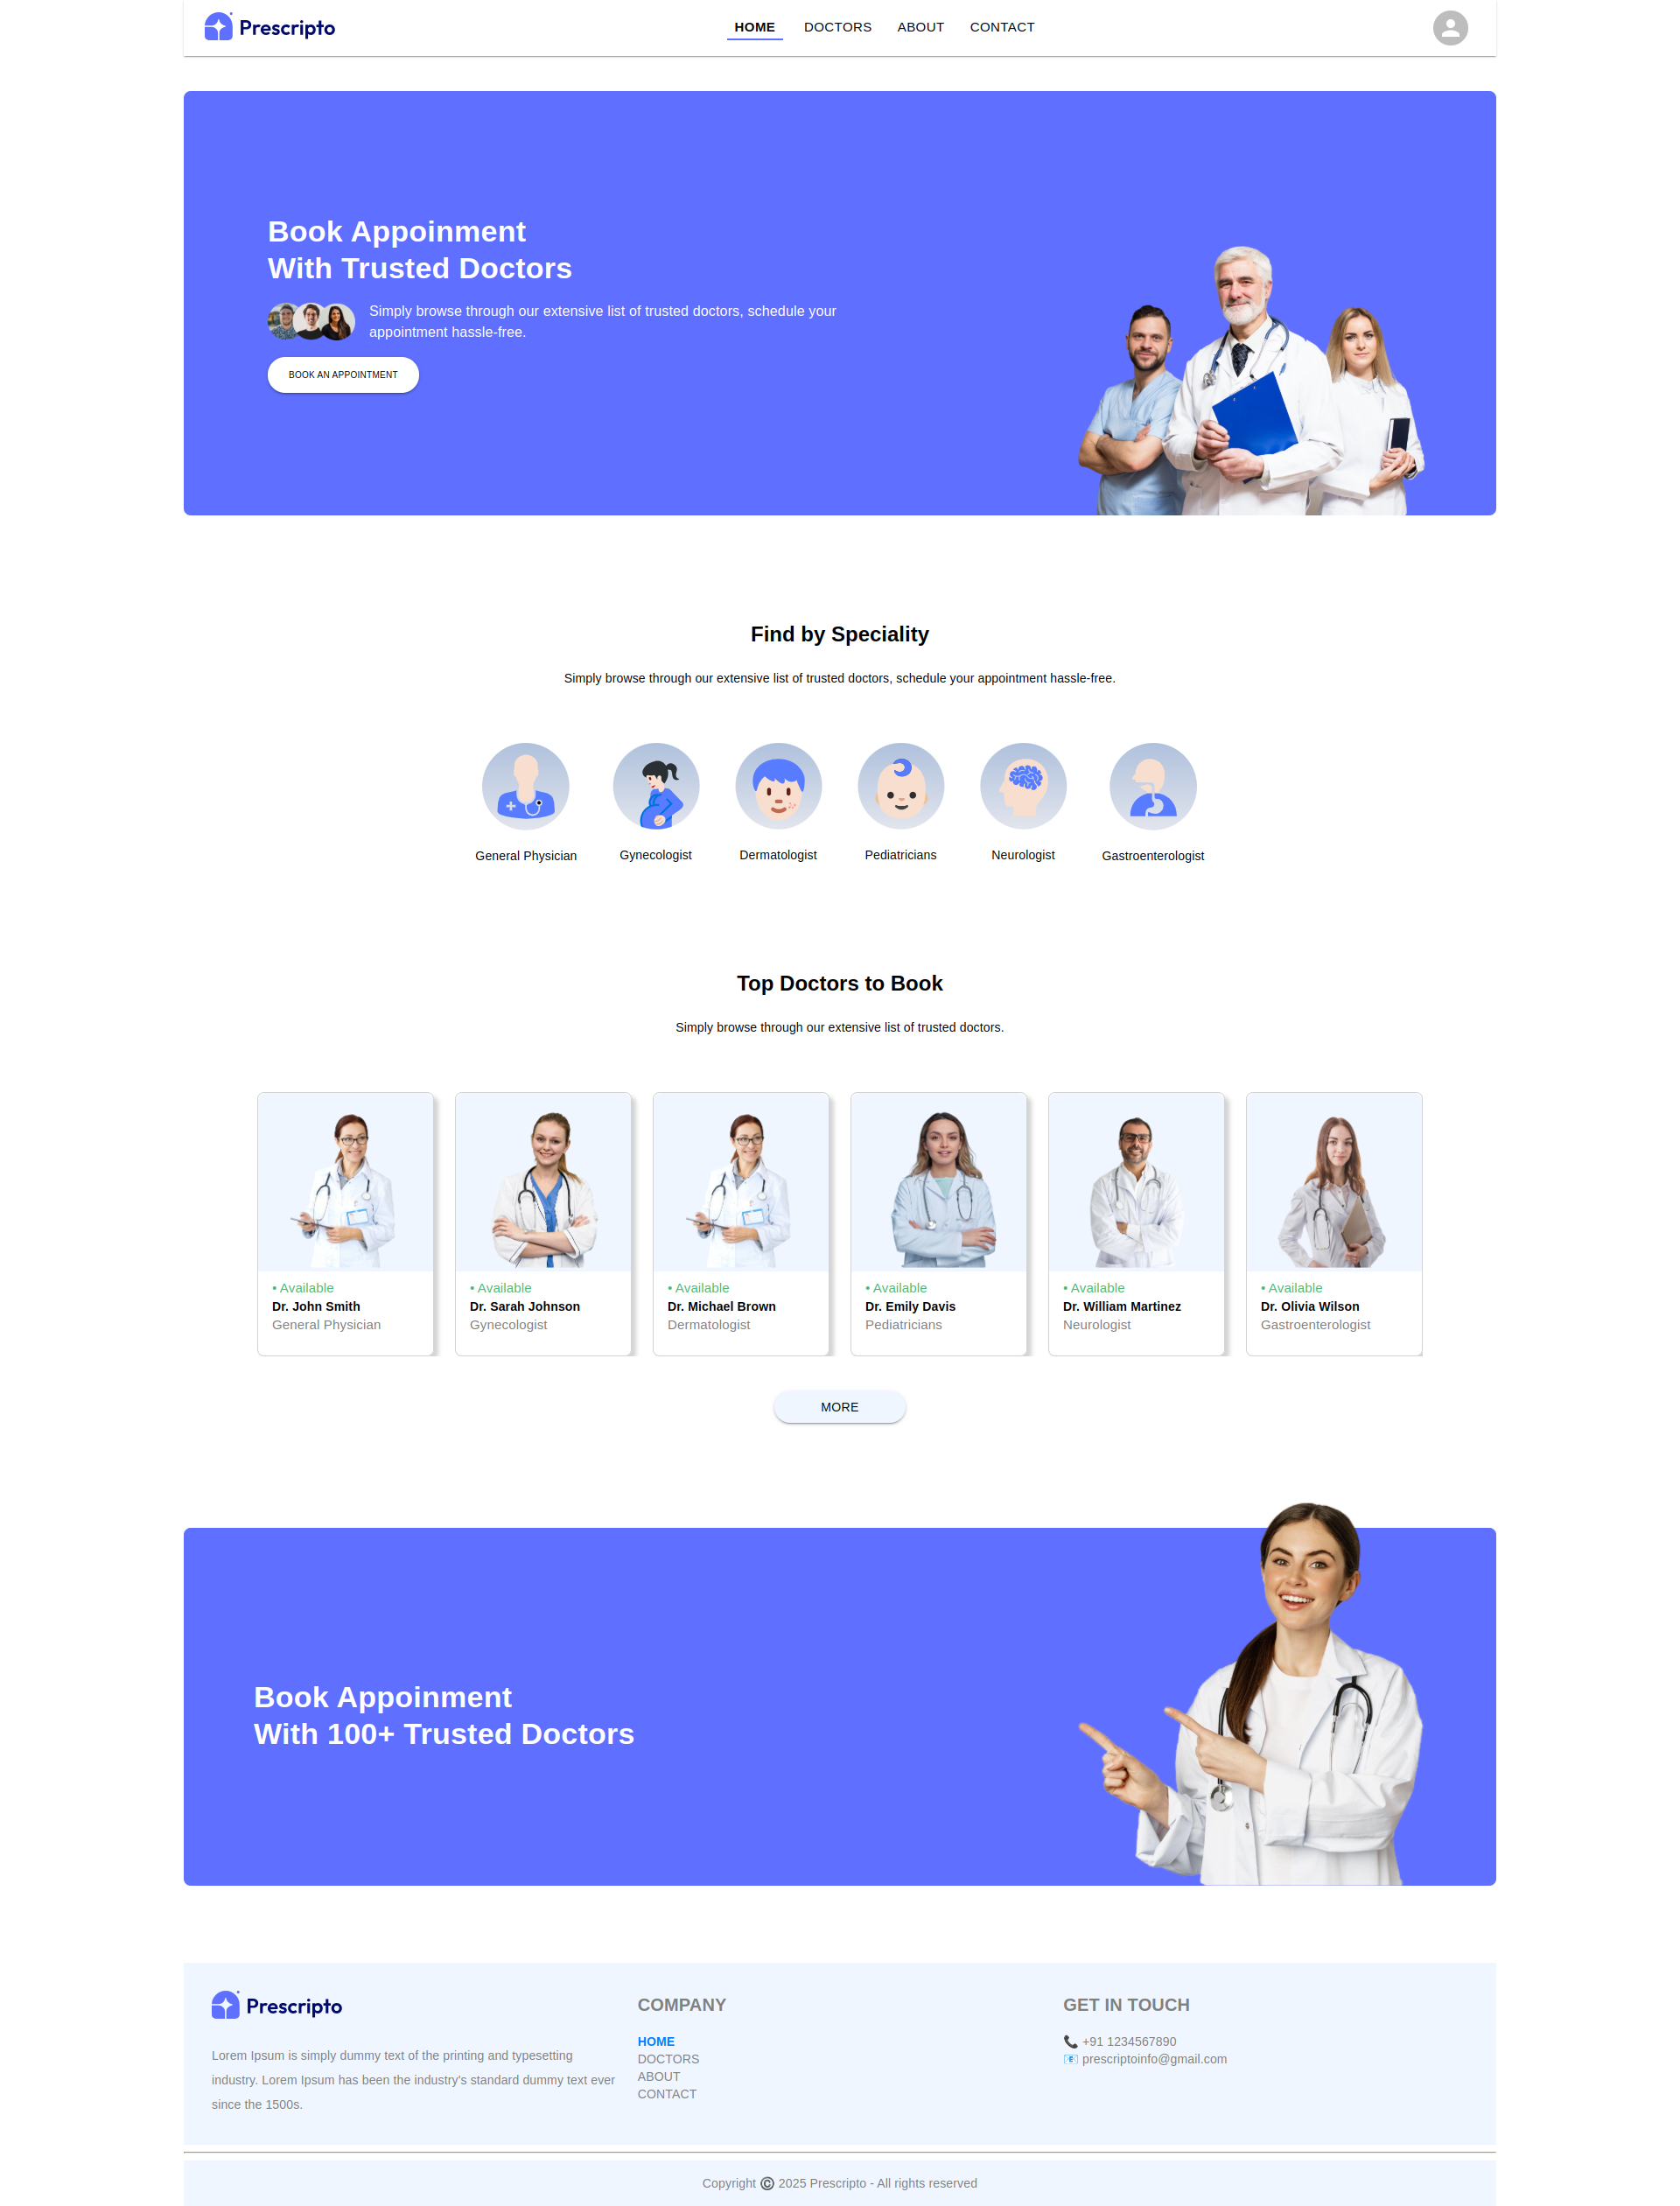 Prescripto
HOME DOCTORS ABOUT CONTACT
Book Appoinment
With Trusted Doctors
Simply browse through our extensive list of trusted doctors, schedule your
appointment hassle-free.
BOOK AN APPOINTMENT
Find by Speciality
Simply browse through our extensive list of trusted doctors, schedule your appointment hassle-free.
General Physician
Gynecologist
Dermatologist
Pediatricians
Neurologist
Gastroenterologist
Top Doctors to Book
Simply browse through our extensive list of trusted doctors.
• Available
Dr. John Smith
General Physician
• Available
Dr. Sarah Johnson
Gynecologist
• Available
Dr. Michael Brown
Dermatologist
• Available
Dr. Emily Davis
Pediatricians
• Available
Dr. William Martinez
Neurologist
• Available
Dr. Olivia Wilson
Gastroenterologist
MORE
Book Appoinment
With 100+ Trusted Doctors
Prescripto
Lorem Ipsum is simply dummy text of the printing and typesetting
industry. Lorem Ipsum has been the industry's standard dummy text ever
since the 1500s.
COMPANY
HOME
DOCTORS
ABOUT
CONTACT
GET IN TOUCH
📞 +91 1234567890
📧 prescriptoinfo@gmail.com
Copyright © 2025 Prescripto - All rights reserved